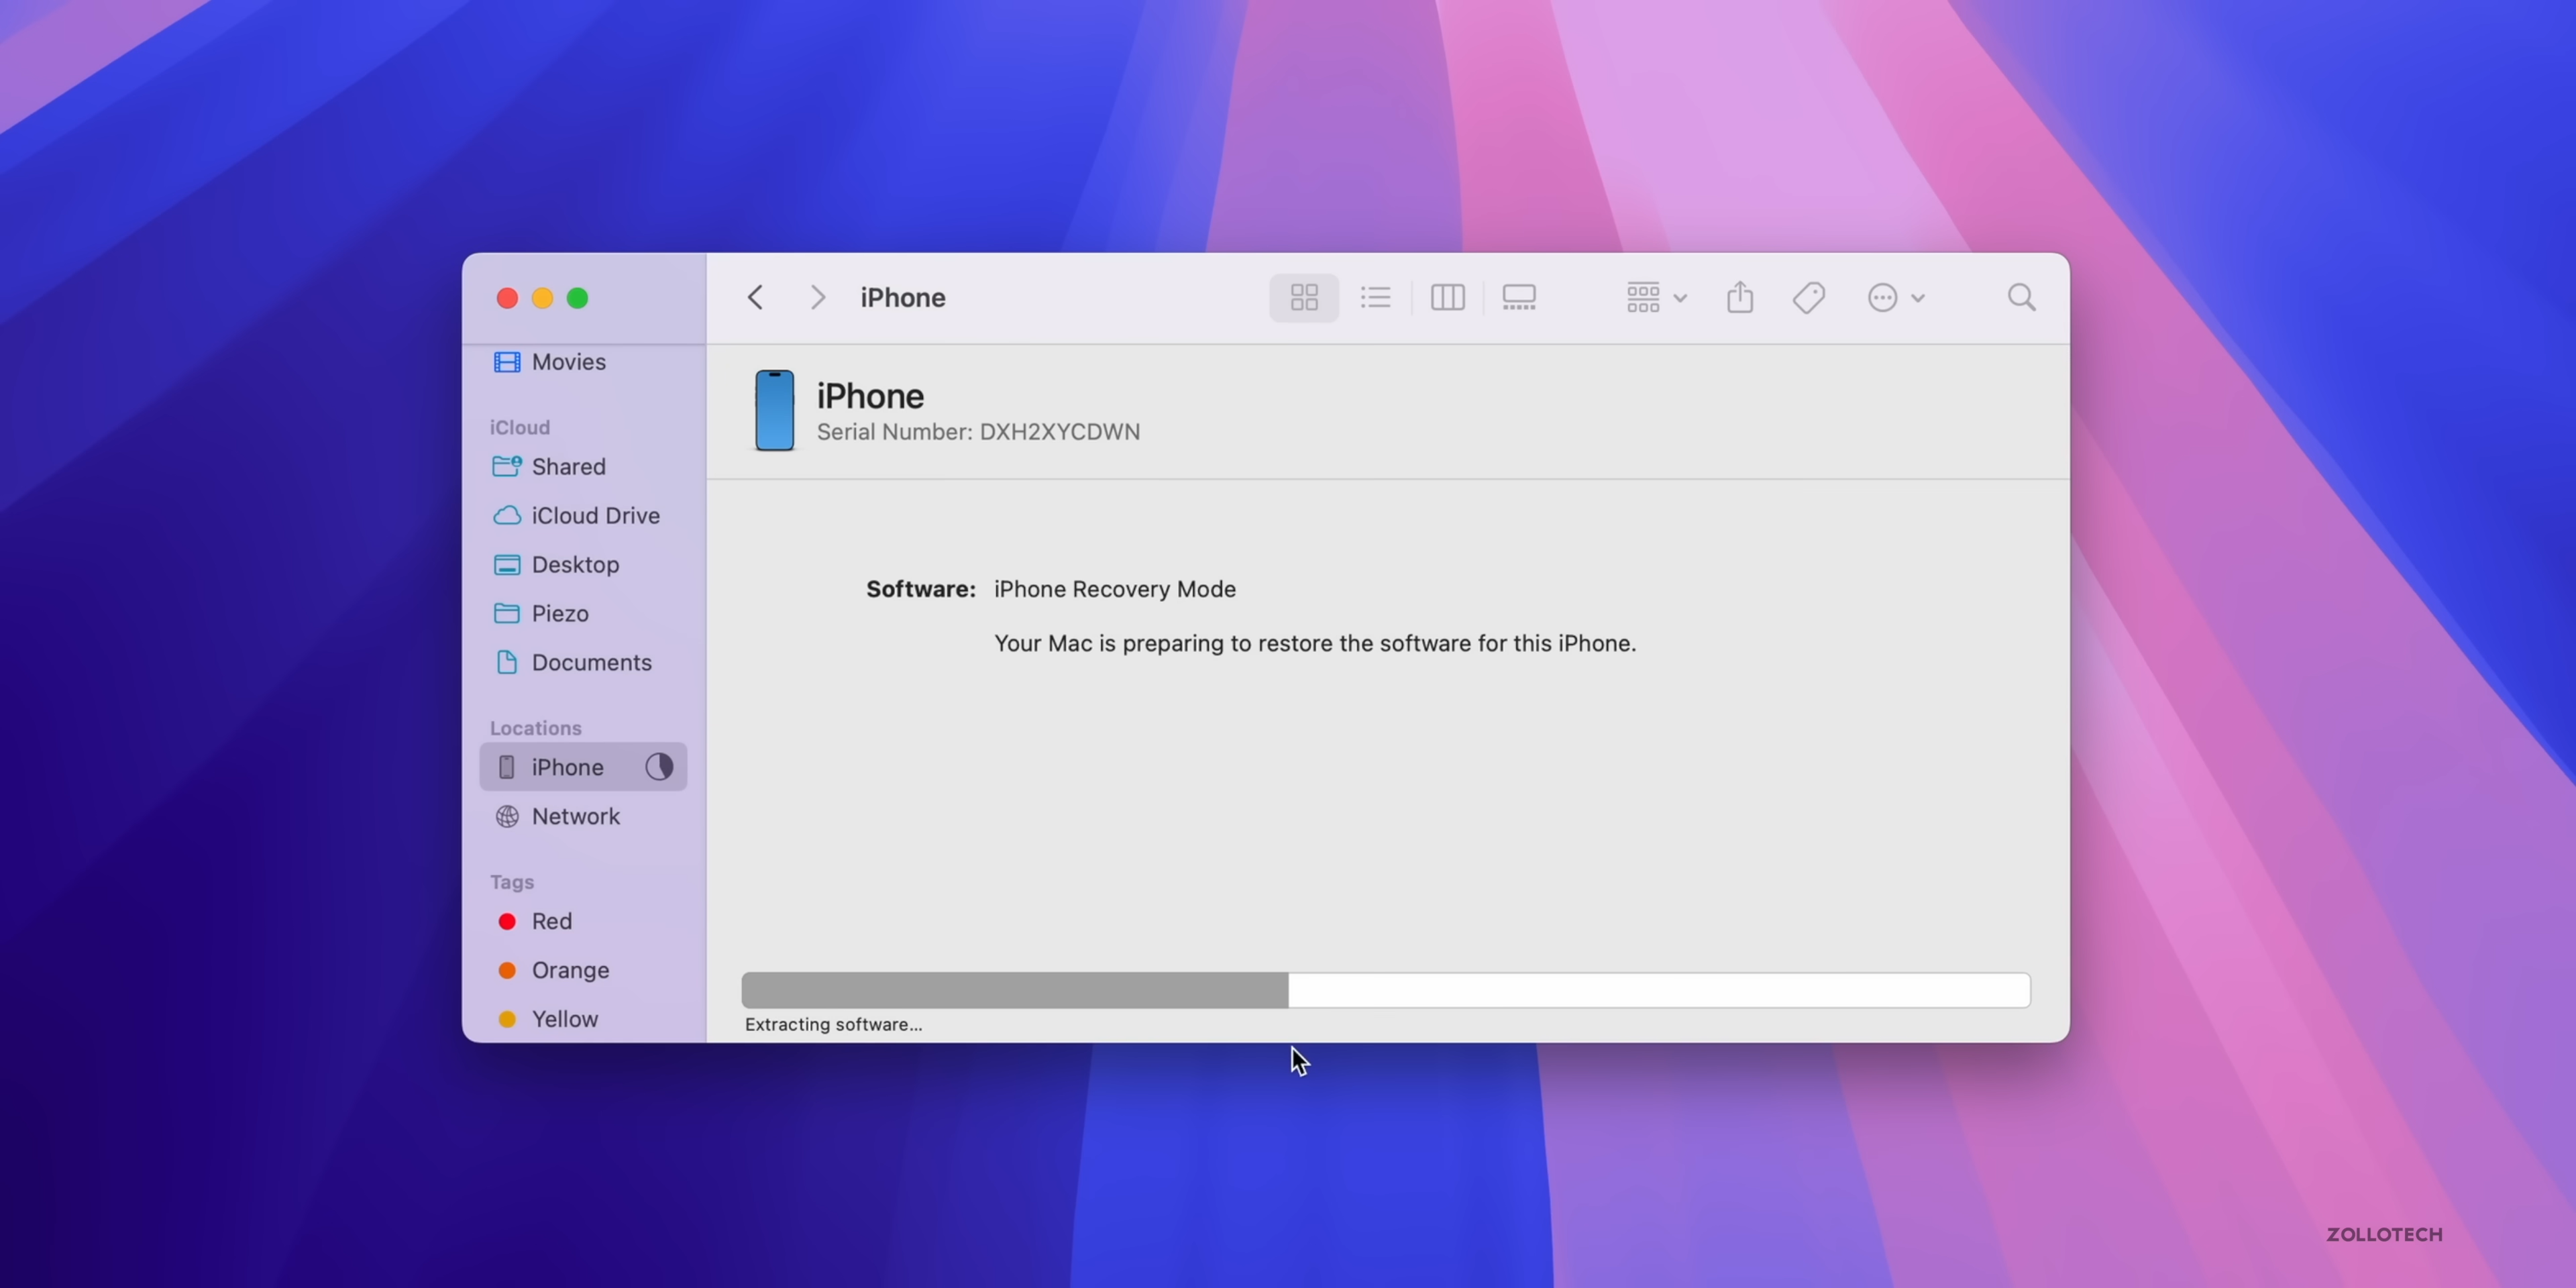 iPhone
Movies
iCloud
Shared
iCloud Drive
Desktop
Piezo
Documents
Locations
iPhone
Network
Tags
Red
Orange
Yellow
iPhone
Serial Number: DXH2XYCDWN
Software: iPhone Recovery Mode
Your Mac is preparing to restore the software for this iPhone.
Extracting software...
ZOLLOTECH